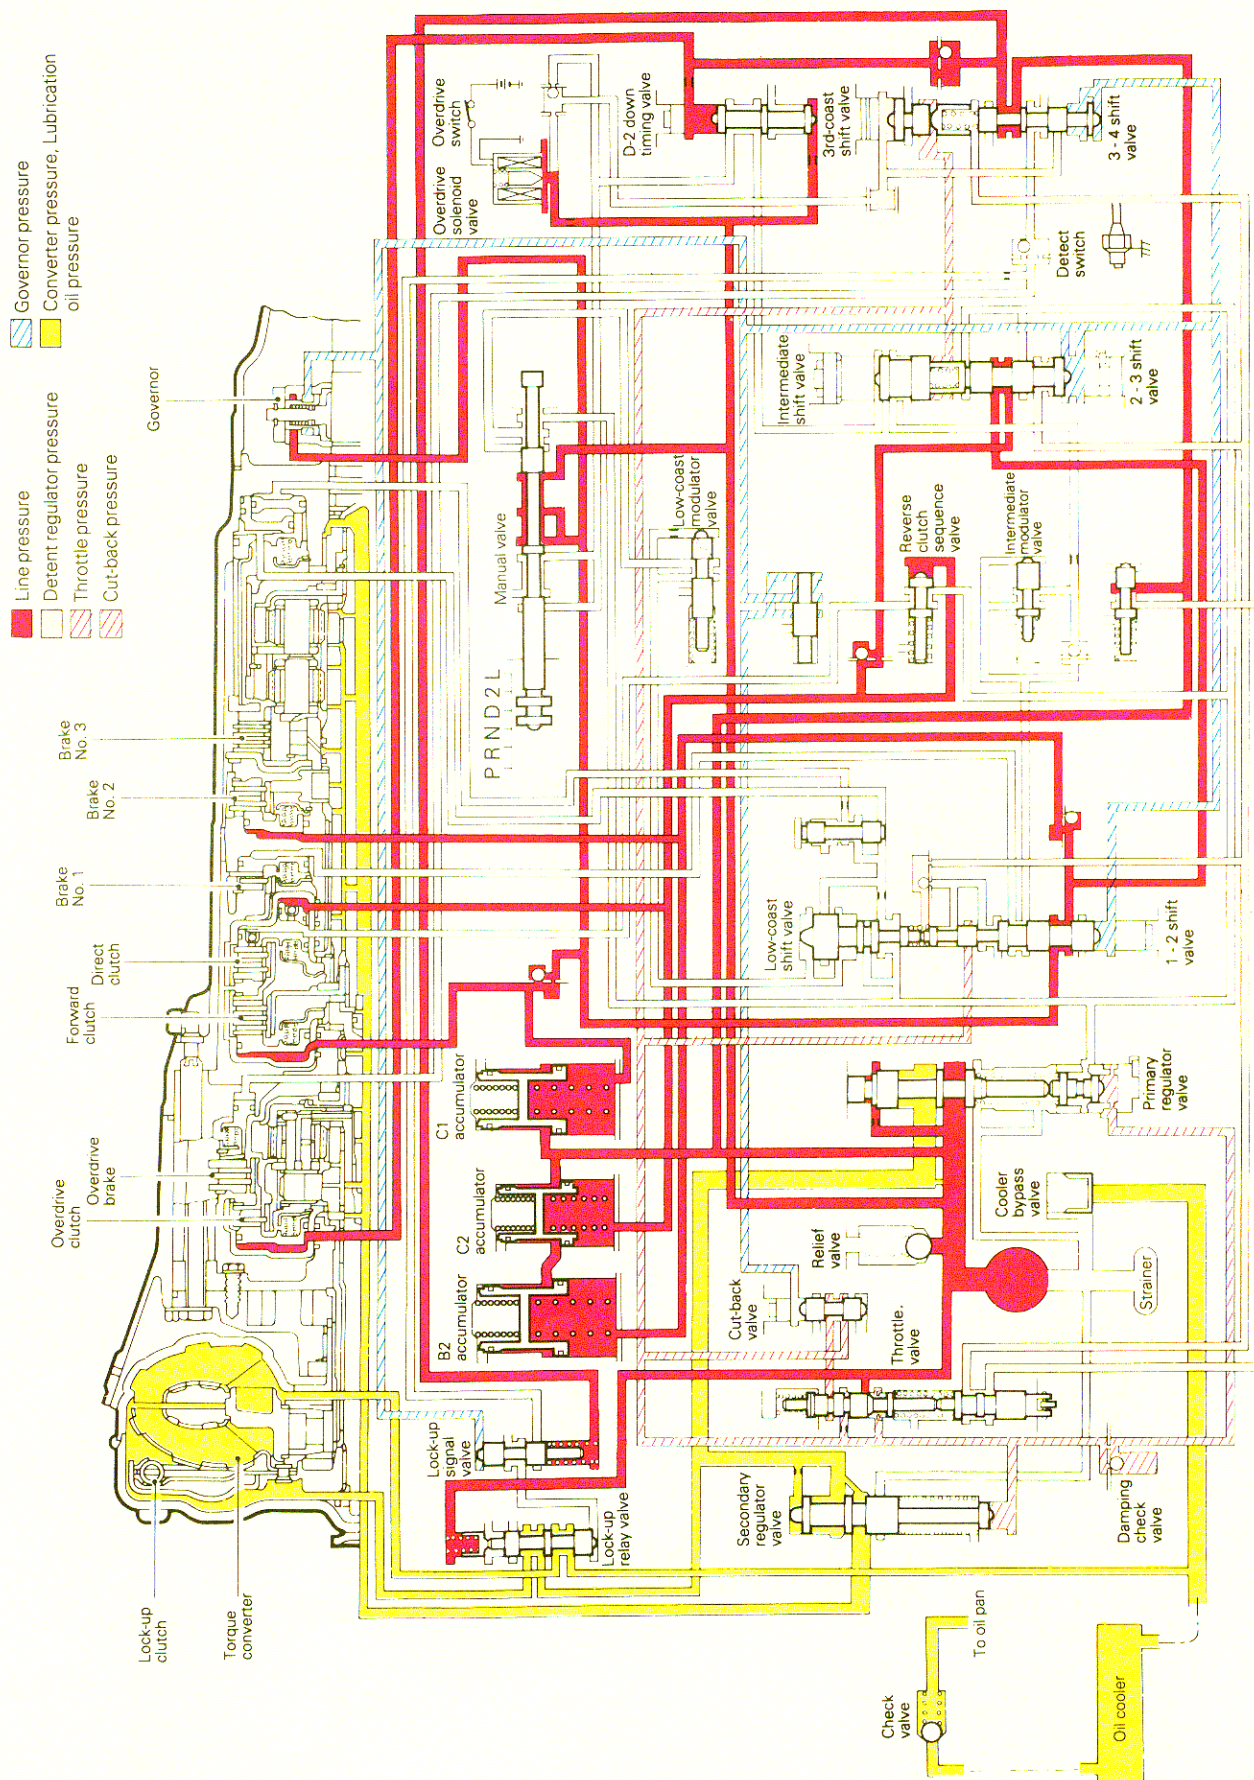 Line pressure
Detent regulator pressure
Throttle pressure
Cut-back pressure
Governor pressure
Converter pressure, Lubrication
oil pressure
Lock-up
clutch
Torque
converter
Overdrive
clutch
Overdrive
brake
Forward
clutch
Direct
clutch
Brake
No. 1
Brake
No. 2
Brake
No. 3
Governor
Lock-up
signal
valve
Lock-up
relay valve
B2
accumulator
C2
accumulator
C1
accumulator
P R N D 2 L
Manual valve
Overdrive
solenoid
valve
Overdrive
switch
D-2 down
timing valve
3rd-coast
shift valve
3 - 4 shift
valve
Detect
switch
Intermediate
shift valve
2 - 3 shift
valve
Low-coast
modulator
valve
Reverse
clutch
sequence
valve
Intermediate
modulator
valve
Low-coast
shift valve
1 - 2 shift
valve
Primary
regulator
valve
Cooler
bypass
valve
Relief
valve
Cut-back
valve
Throttle.
valve
Strainer
Secondary
regulator
valve
Damping
check
valve
Check
valve
To oil pan
Oil cooler